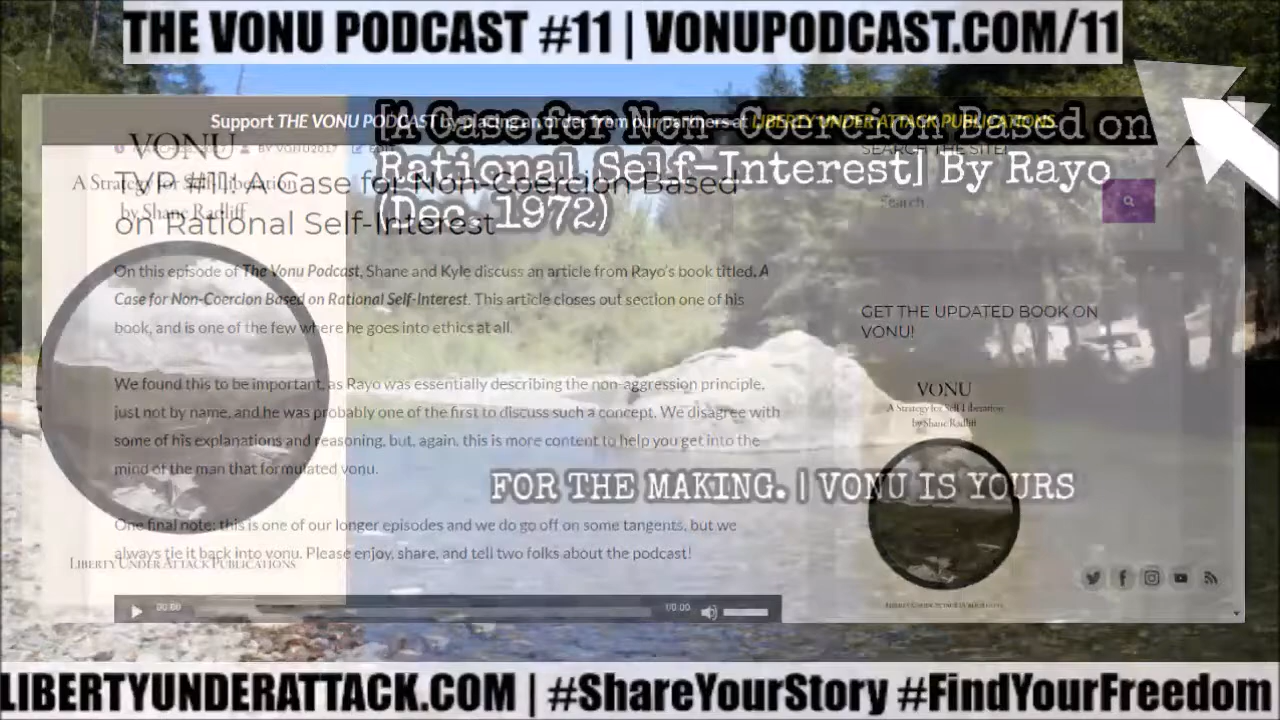 THE VONU PODCAST #11 | VONUPODCAST.COM/11
Support THE VONU PODCAST by placing an order from our partners at LIBERTY UNDER ATTACK PUBLICATIONS.
[A Case for Non-Coercion Based on
Rational Self-Interest] By Rayo
(Dec. 1972)
VONU
A Strategy for Self-Liberation
by Shane Radliff
BY VONU2017
TVP #11: A Case for Non-Coercion Based
on Rational Self-Interest
On this episode of The Vonu Podcast, Shane and Kyle discuss an article from Rayo's book titled, A
Case for Non-Coercion Based on Rational Self-Interest. This article closes out section one of his
book, and is one of the few where he goes into ethics at all.
We found this to be important, as Rayo was essentially describing the non-aggression principle,
just not by name, and he was probably one of the first to discuss such a concept. We disagree with
some of his explanations and reasoning, but, again, this is more content to help you get into the
mind of the man that formulated vonu.
One final note: this is one of our longer episodes and we do go off on some tangents, but we
always tie it back into vonu. Please enjoy, share, and tell two folks about the podcast!
LIBERTY UNDER ATTACK PUBLICATIONS
00:00
00:00
SEARCH THE SITE!
Search
GET THE UPDATED BOOK ON
VONU!
VONU
A Strategy for Self-Liberation
by Shane Radliff
LIBERTY UNDER ATTACK PUBLICATIONS
FOR THE MAKING. | VONU IS YOURS
LIBERTYUNDERATTACK.COM | #ShareYourStory #FindYourFreedom